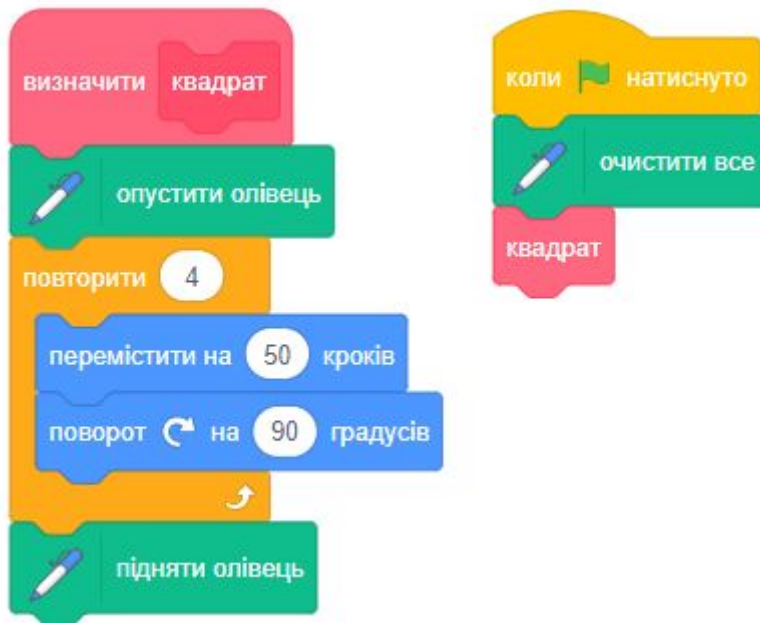 визначити квадрат
опустити олівець
повторити 4
перемістити на 50 кроків
поворот на 90 градусів
підняти олівець
коли натиснуто
очистити все
квадрат